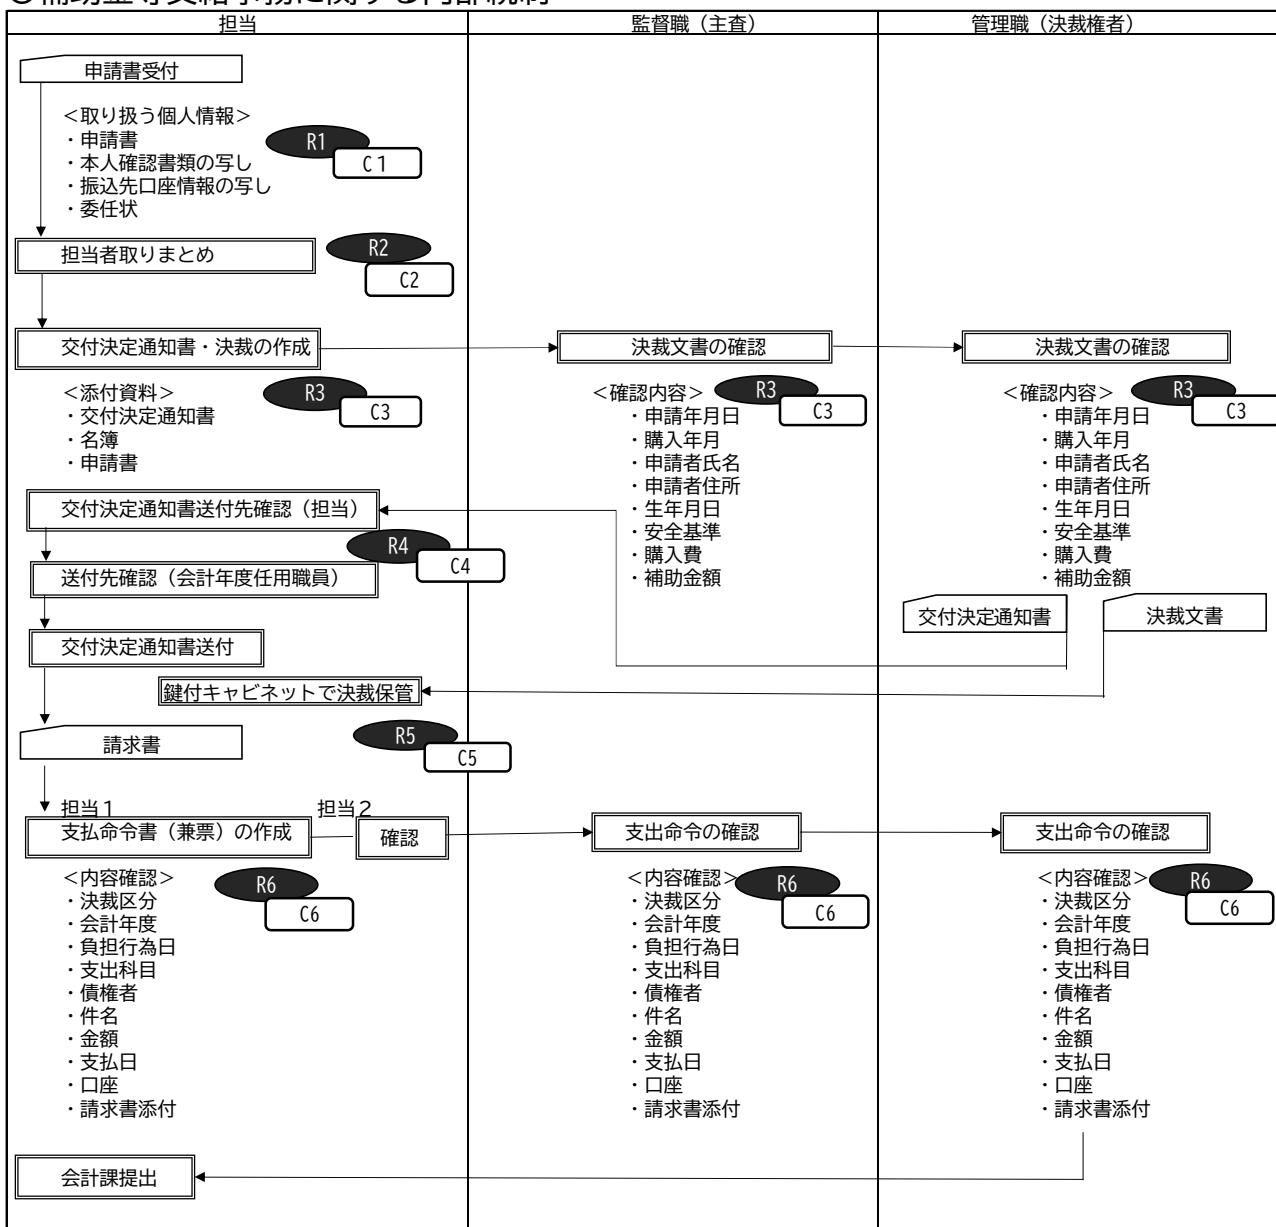 担当
監督職（主査）
管理職（決裁権者）
申請書受付
＜取り扱う個人情報＞
・申請書
・本人確認書類の写し
・振込先口座情報の写し
・委任状
R1
C1
担当者取りまとめ
R2
C2
交付決定通知書・決裁の作成
決裁文書の確認
決裁文書の確認
＜添付資料＞
・交付決定通知書
・名簿
・申請書
R3
C3
＜確認内容＞
・申請年月日
・購入年月
・申請者氏名
・申請者住所
・生年月日
・安全基準
・購入費
・補助金額
R3
C3
＜確認内容＞
・申請年月日
・購入年月
・申請者氏名
・申請者住所
・生年月日
・安全基準
・購入費
・補助金額
R3
C3
交付決定通知書送付先確認（担当）
R4
C4
送付先確認（会計年度任用職員）
交付決定通知書
決裁文書
交付決定通知書送付
鍵付キャビネットで決裁保管
請求書
R5
C5
担当１
担当２
支払命令書（兼票）の作成
確認
支出命令の確認
支出命令の確認
＜内容確認＞
・決裁区分
・会計年度
・負担行為日
・支出科目
・債権者
・件名
・金額
・支払日
・口座
・請求書添付
R6
C6
＜内容確認＞
・決裁区分
・会計年度
・負担行為日
・支出科目
・債権者
・件名
・金額
・支払日
・口座
・請求書添付
R6
C6
＜内容確認＞
・決裁区分
・会計年度
・負担行為日
・支出科目
・債権者
・件名
・金額
・支払日
・口座
・請求書添付
R6
C6
会計課提出